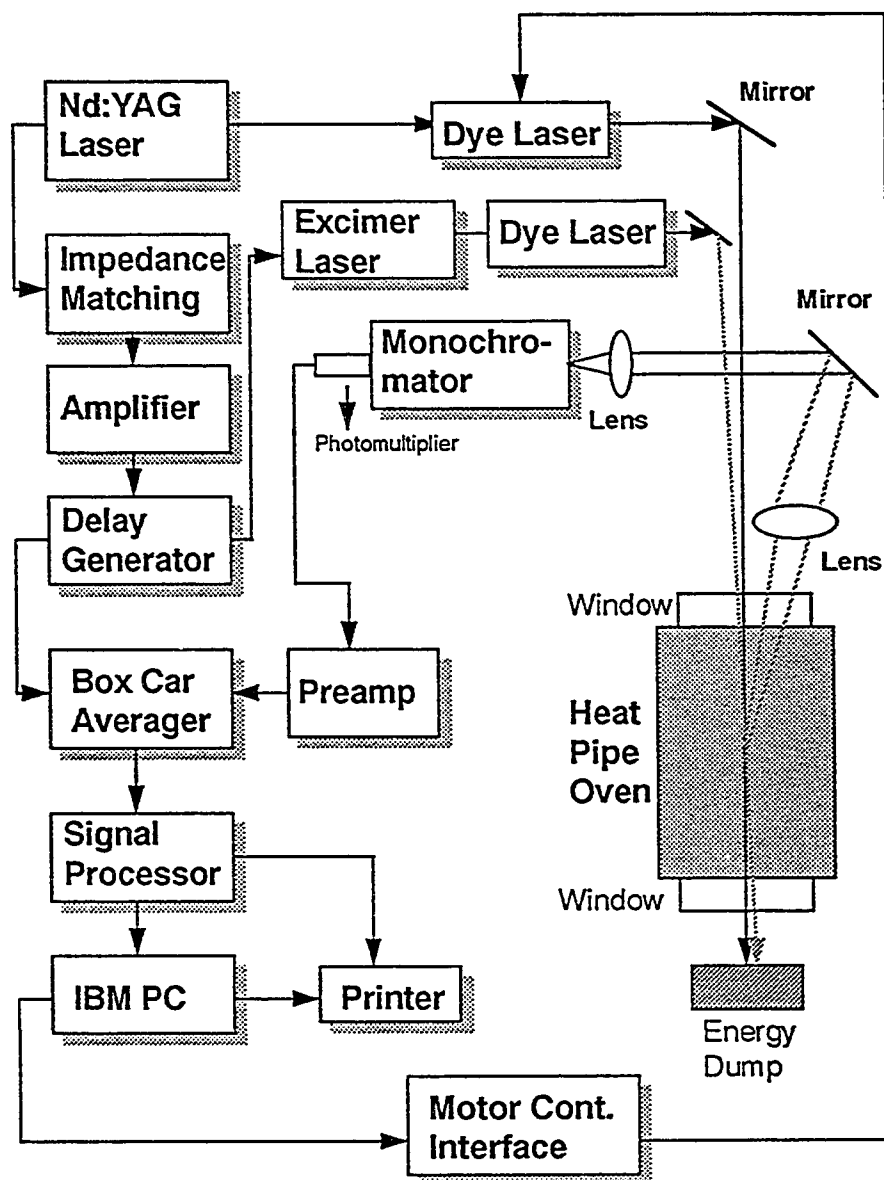 Nd:YAG
Laser
Dye Laser
Mirror
Excimer
Laser
Dye Laser
Impedance
Matching
Mirror
Monochro-
mator
Lens
Amplifier
Photomultiplier
Delay
Generator
Lens
Window
Box Car
Averager
Preamp
Heat
Pipe
Oven
Signal
Processor
Window
IBM PC
Printer
Energy
Dump
Motor Cont.
Interface